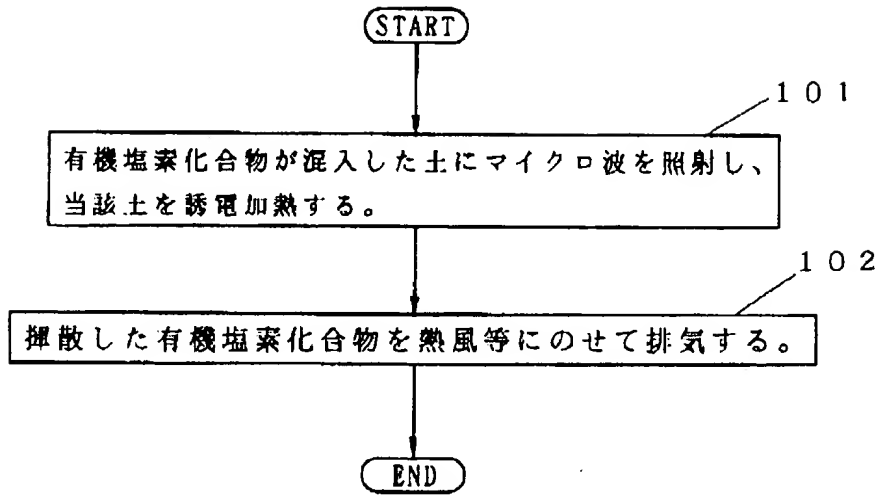 START
１０１
有機塩素化合物が混入した土にマイクロ波を照射し、
当該土を誘電加熱する。
１０２
揮散した有機塩素化合物を熱風等にのせて排気する。
END